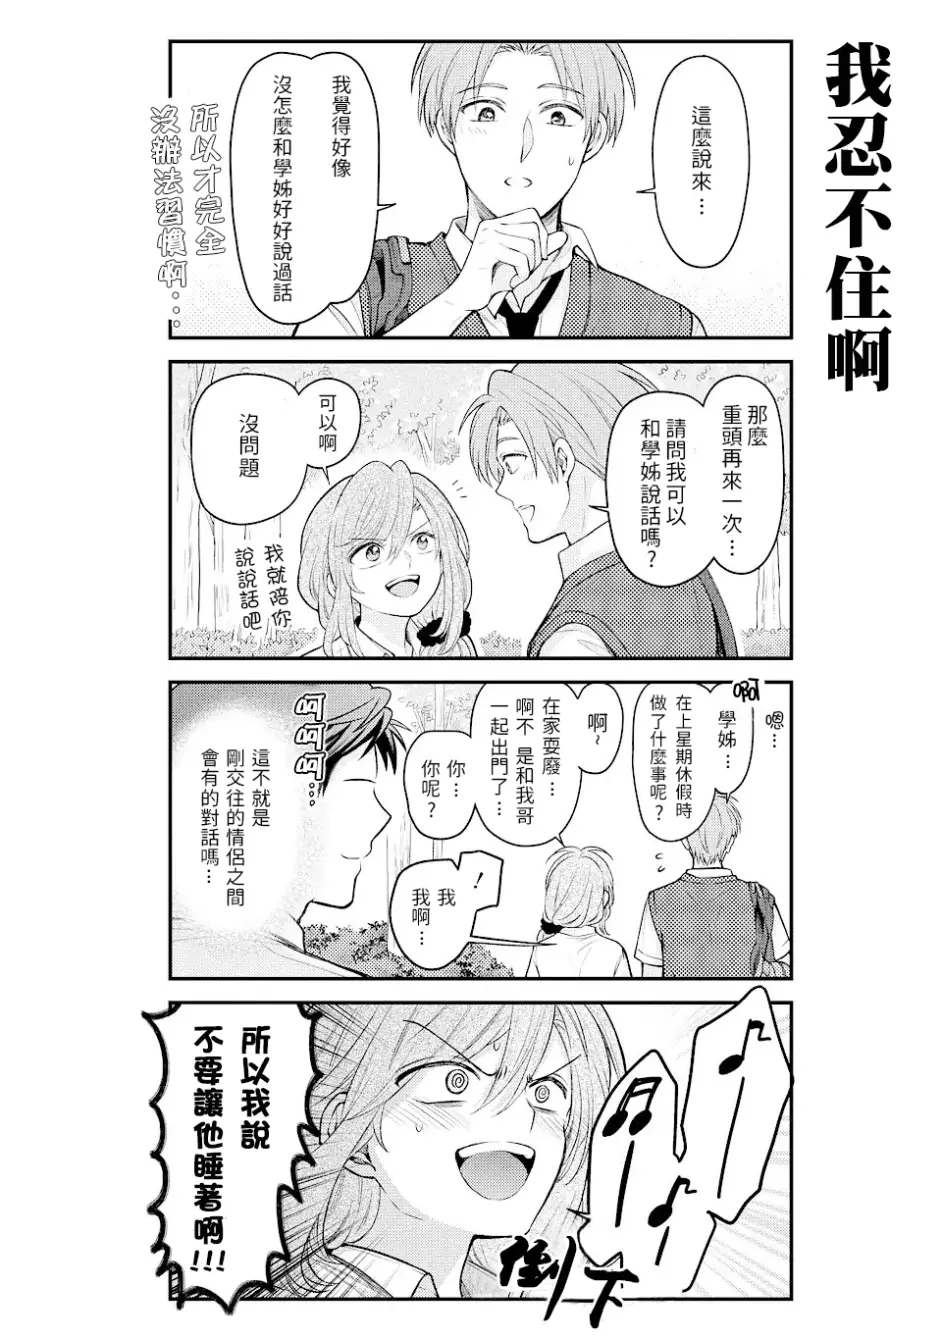 我忍不住啊
這麼說來…
我覺得好像
沒怎麼和學姊好好說過話
所以才完全
沒辦法習慣啊…
那麼
重頭再來一次…
請問我可以
和學姊說話嗎？
可以啊
沒問題
我就陪你
說說話吧
嗯…
啊
學姊…
在上星期休假時
做了什麼事呢？
啊~
在家耍廢…
啊不 是和我哥
一起出門了…
你…
你呢？
！
我
我啊…
呵呵呵…
這不就是
剛交往的情侶之間
會有的對話嗎…
倒下
所以我說
不要讓他睡著啊!!!